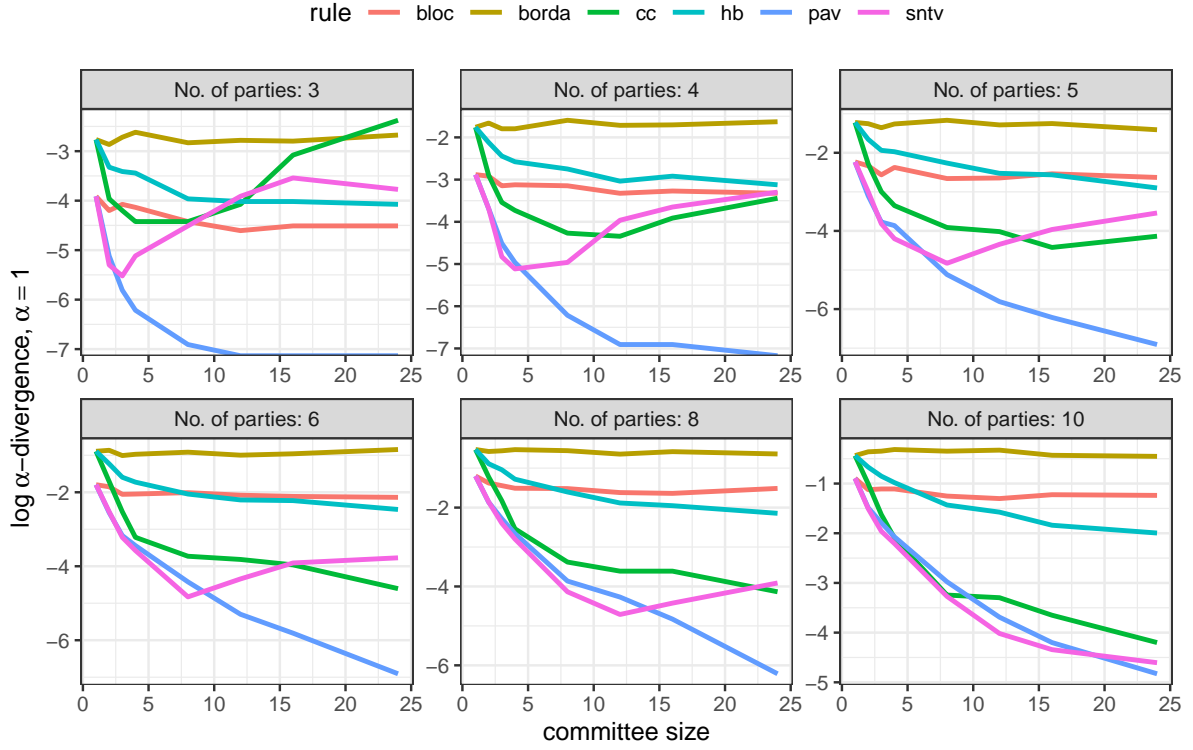 rule bloc borda cc hb pav sntv
No. of parties: 3
No. of parties: 4
No. of parties: 5
−3
−4
−5
−6
−7
0 5 10 15 20 25
−2
−3
−4
−5
−6
−7
0 5 10 15 20 25
−2
−4
−6
0 5 10 15 20 25
No. of parties: 6
No. of parties: 8
No. of parties: 10
−2
−4
−6
0 5 10 15 20 25
−2
−4
−6
0 5 10 15 20 25
−1
−2
−3
−4
−5
0 5 10 15 20 25
log α−divergence, α = 1
committee size